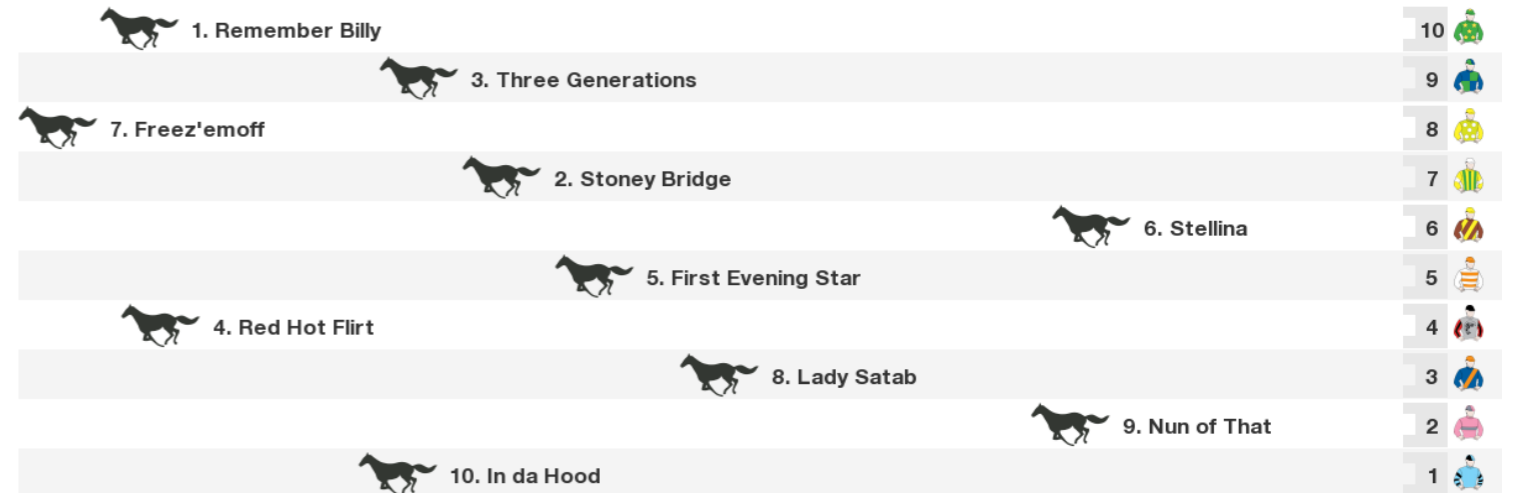 1. Remember Billy 10
3. Three Generations 9
7. Freez'emoff 8
2. Stoney Bridge 7
6. Stellina 6
5. First Evening Star 5
4. Red Hot Flirt 4
8. Lady Satab 3
9. Nun of That 2
10. In da Hood 1